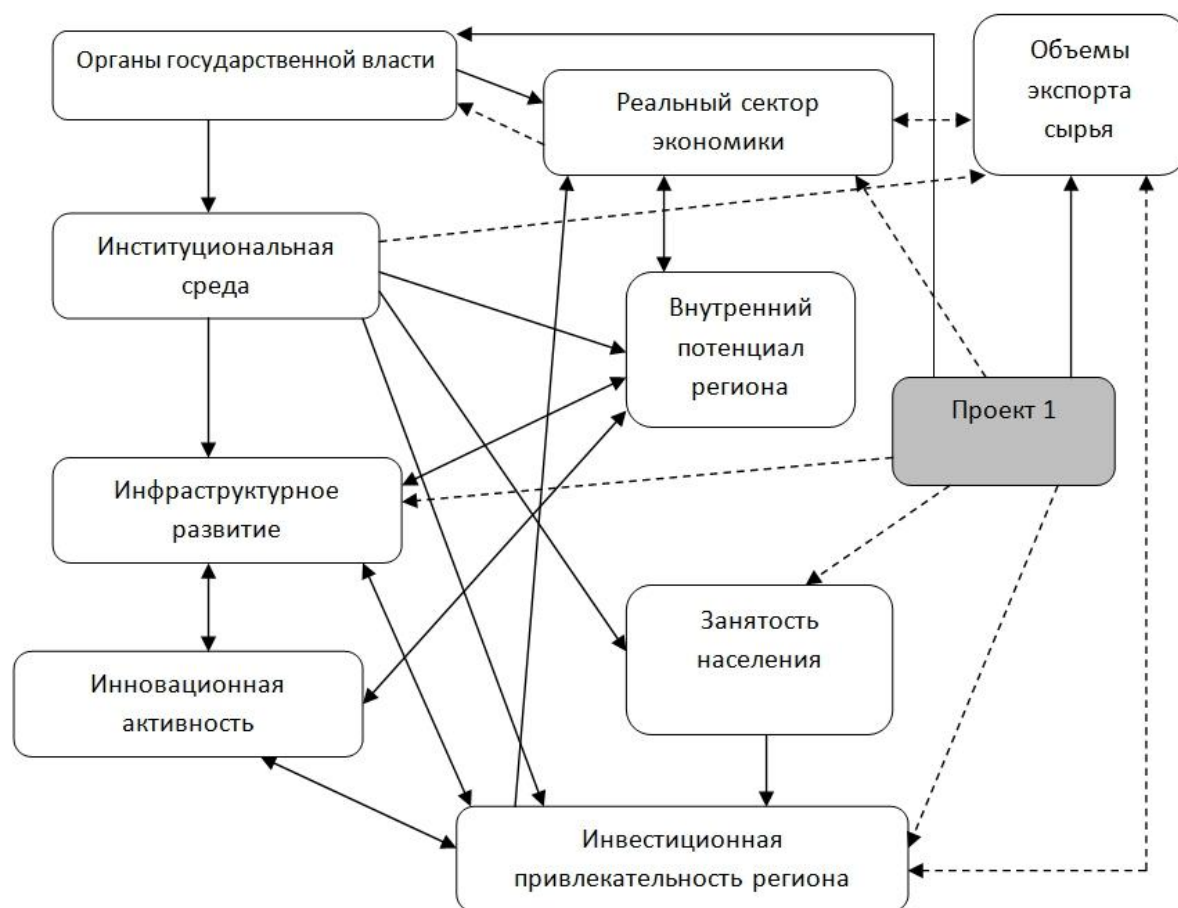 Органы государственной власти
Объемы
экспорта
сырья
Реальный сектор
экономики
Институциональная
среда
Внутренний
потенциал
региона
Проект 1
Инфраструктурное
развитие
Занятость
населения
Инновационная
активность
Инвестиционная
привлекательность региона